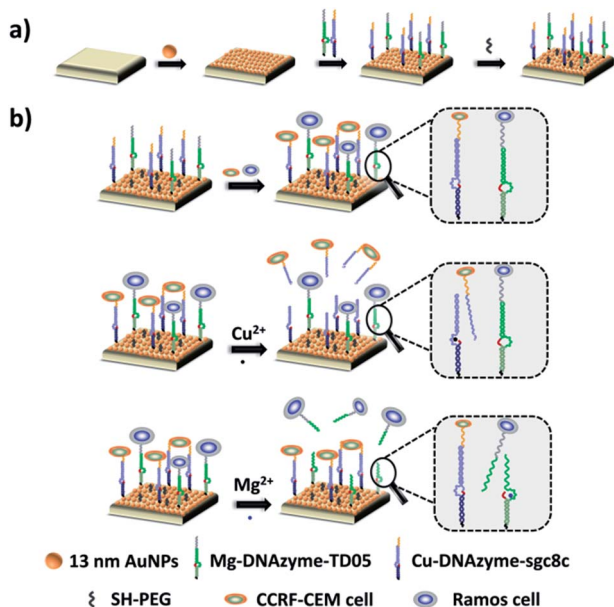 a)
b)
Cu²⁺
Mg²⁺
13 nm AuNPs Mg-DNAzyme-TD05 Cu-DNAzyme-sgc8c
SH-PEG CCRF-CEM cell Ramos cell